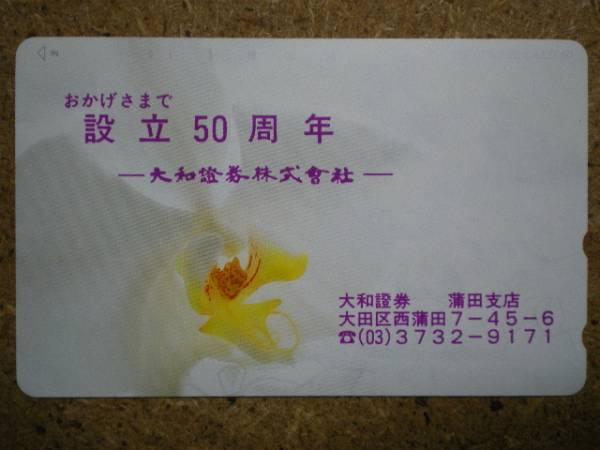 おかげさまで
設立50周年
―大和證券株式會社―
大和證券 蒲田支店
大田区西蒲田7-45-6
☎(03)3732-9171